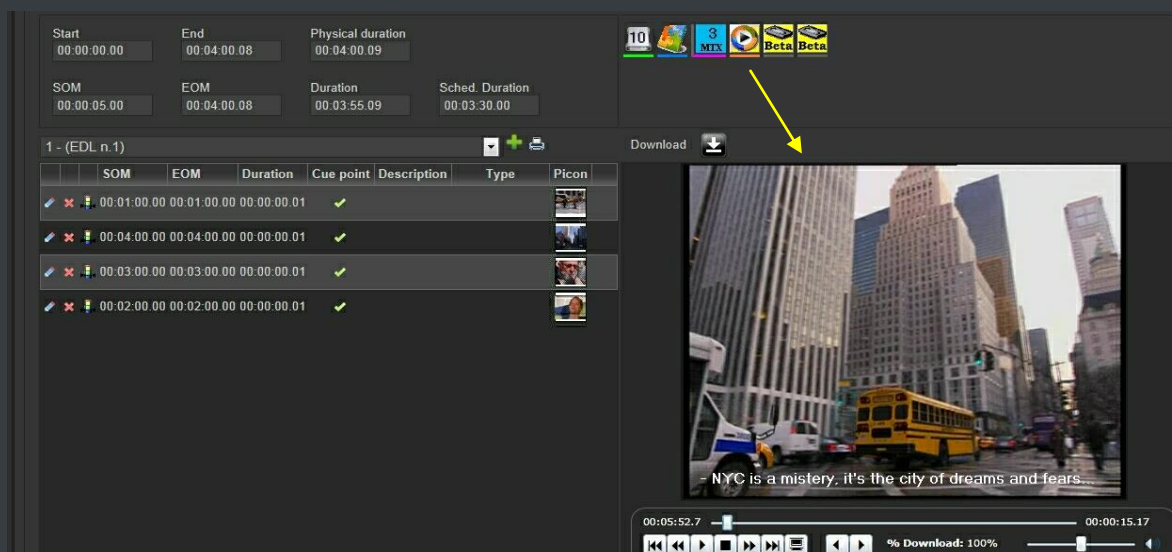 Start End Physical duration
00:00:00.00 00:04:00.08 00:04:00.09
10 3 MTX Beta Beta
SOM EOM Duration Sched. Duration
00:00:05.00 00:04:00.08 00:03:55.09 00:03:30.00
1 - (EDL n.1)
Download
SOM EOM Duration Cue point Description Type Picon
00:01:00.00 00:01:00.00 00:00:00.01
00:04:00.00 00:04:00.00 00:00:00.01
00:03:00.00 00:03:00.00 00:00:00.01
00:02:00.00 00:02:00.00 00:00:00.01
- NYC is a mistery, it's the city of dreams and fears...
00:05:52.7 00:00:15.17
% Download: 100%